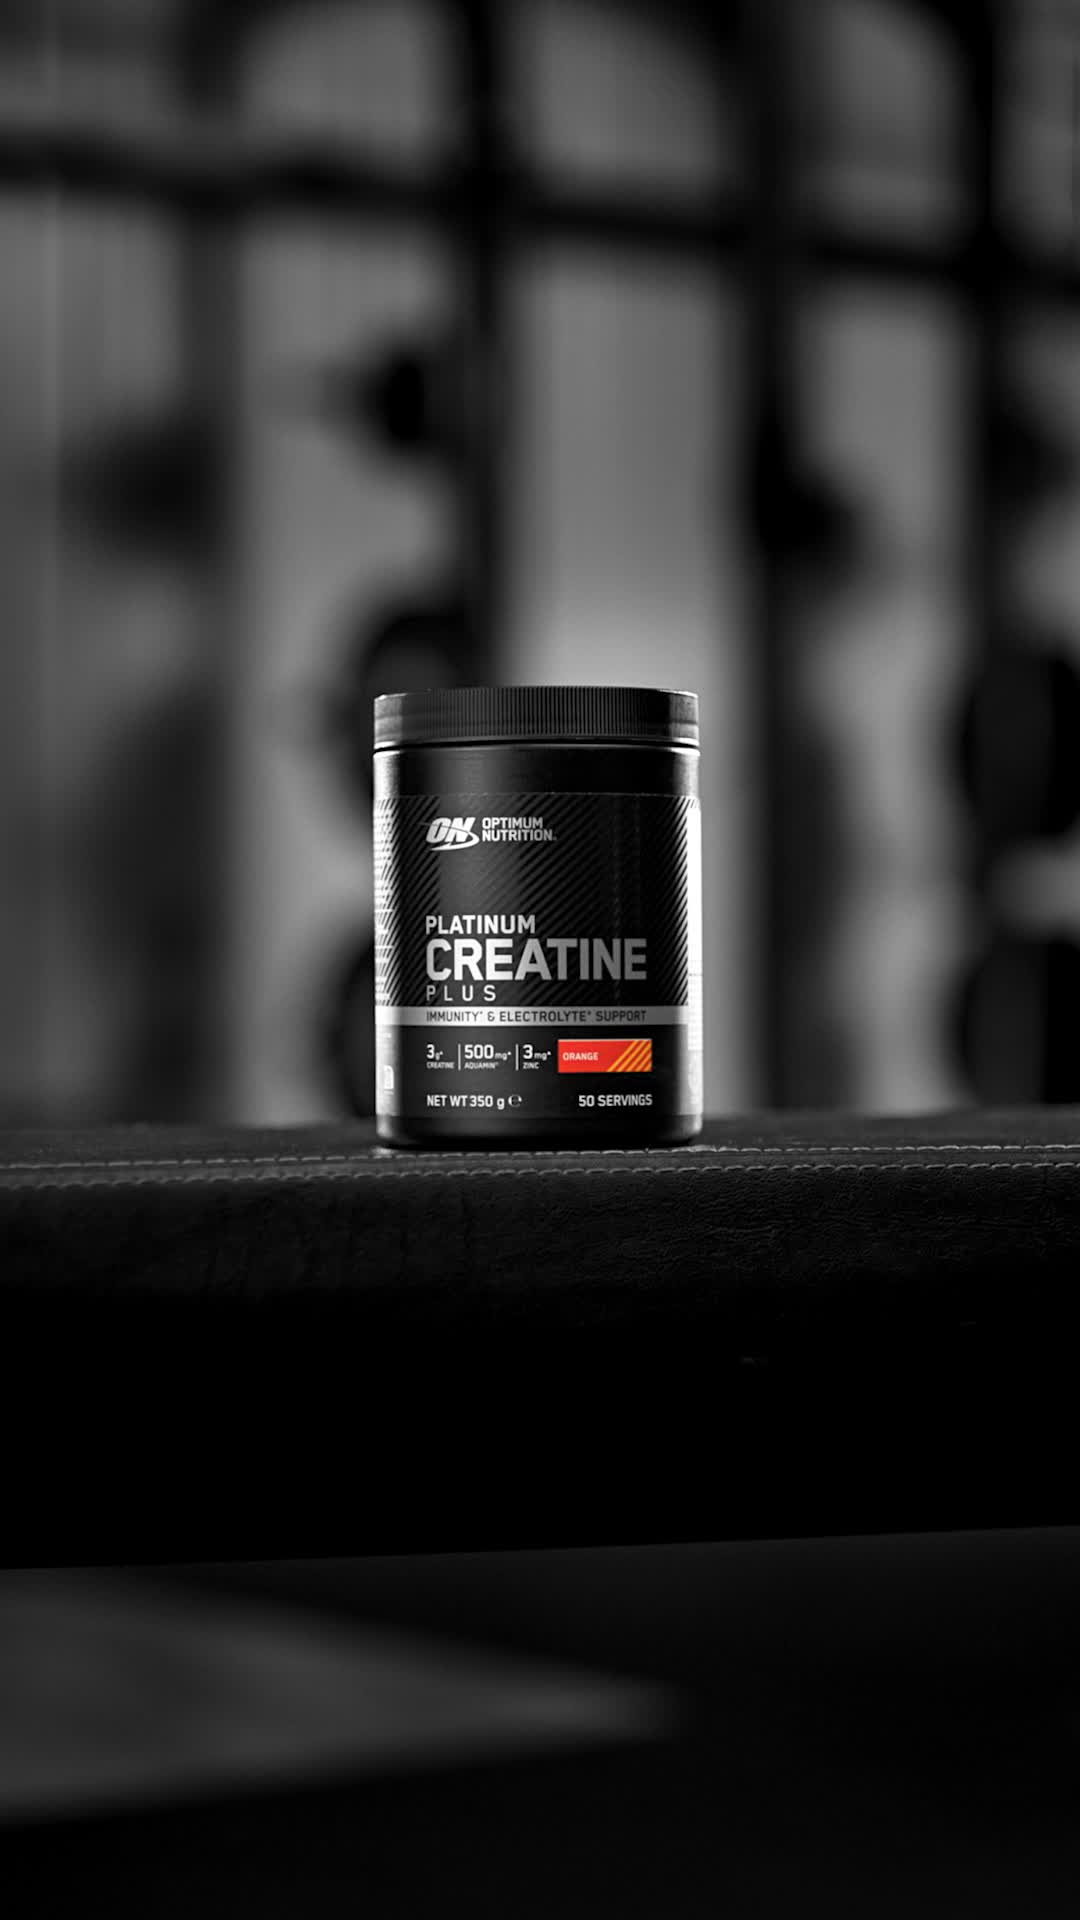 ON OPTIMUM
NUTRITION
PLATINUM
CREATINE
PLUS
IMMUNITY* & ELECTROLYTE* SUPPORT
3g** CREATINE | 500mg** AQUAMIN™ | 3mg** ZINC
ORANGE
NET WT 350 g ℮ 50 SERVINGS